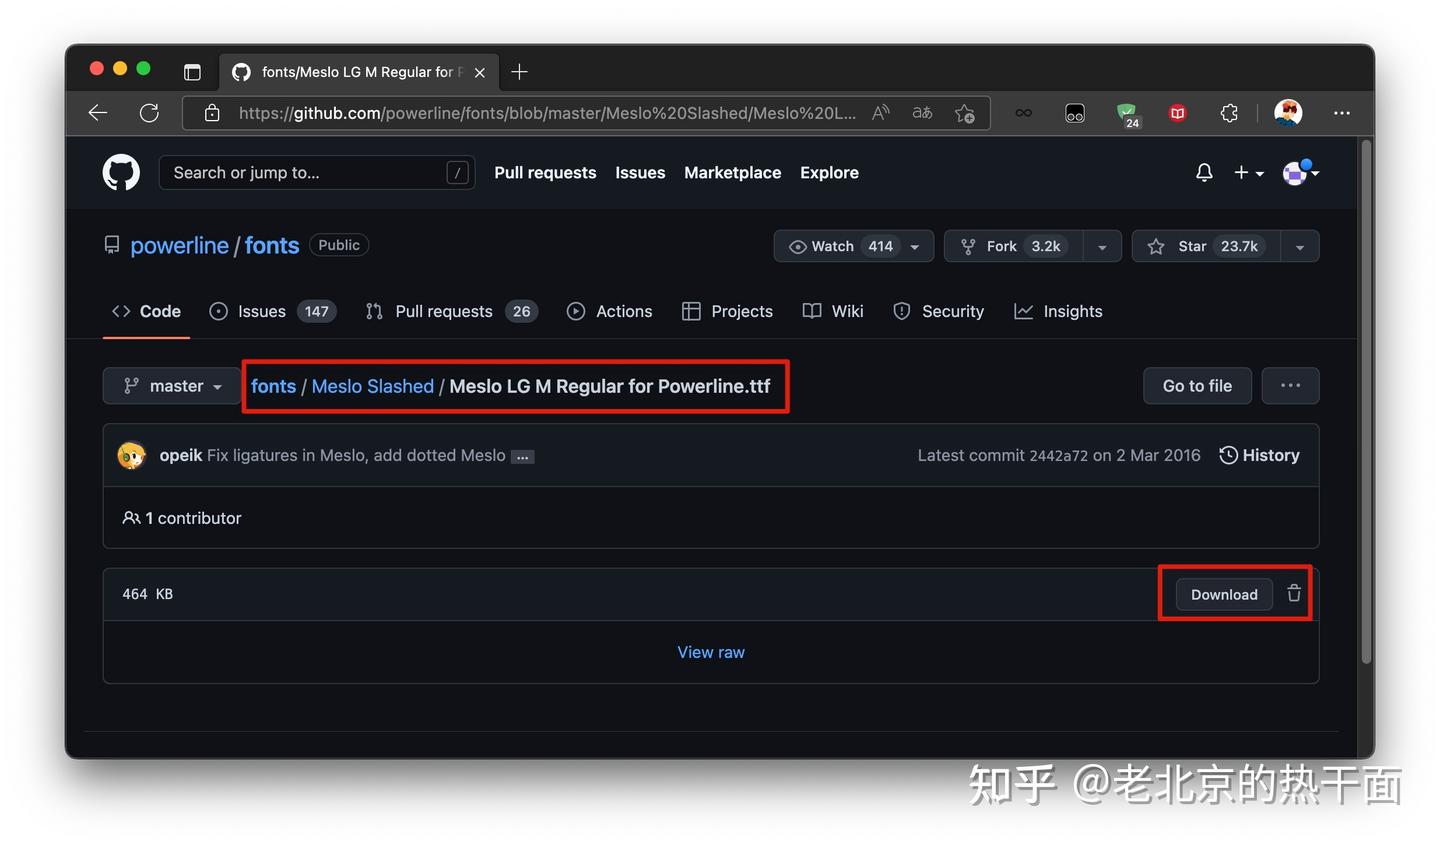 fonts/Meslo LG M Regular for P
https://github.com/powerline/fonts/blob/master/Meslo%20Slashed/Meslo%20L...
24
Search or jump to... /
Pull requests Issues Marketplace Explore
powerline / fonts Public
Watch 414 Fork 3.2k Star 23.7k
Code Issues 147 Pull requests 26 Actions Projects Wiki Security Insights
master fonts / Meslo Slashed / Meslo LG M Regular for Powerline.ttf Go to file ...
opeik Fix ligatures in Meslo, add dotted Meslo ... Latest commit 2442a72 on 2 Mar 2016 History
1 contributor
464 KB Download
View raw
知乎 @老北京的热干面